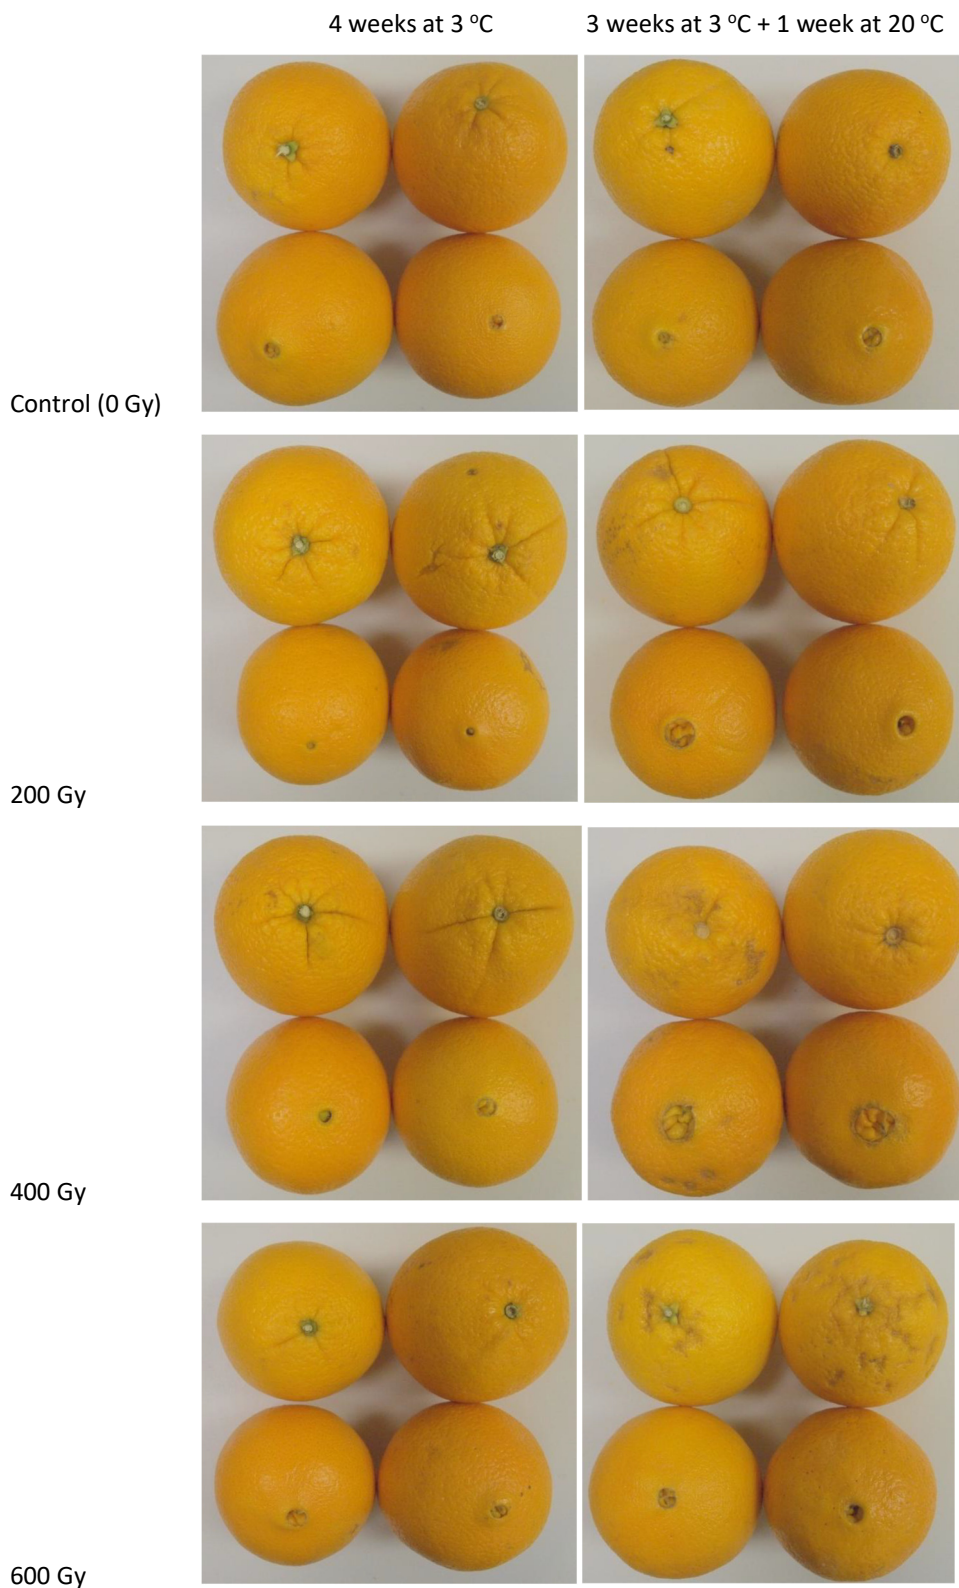 4 weeks at 3 °C
3 weeks at 3 °C + 1 week at 20 °C
Control (0 Gy)
200 Gy
400 Gy
600 Gy